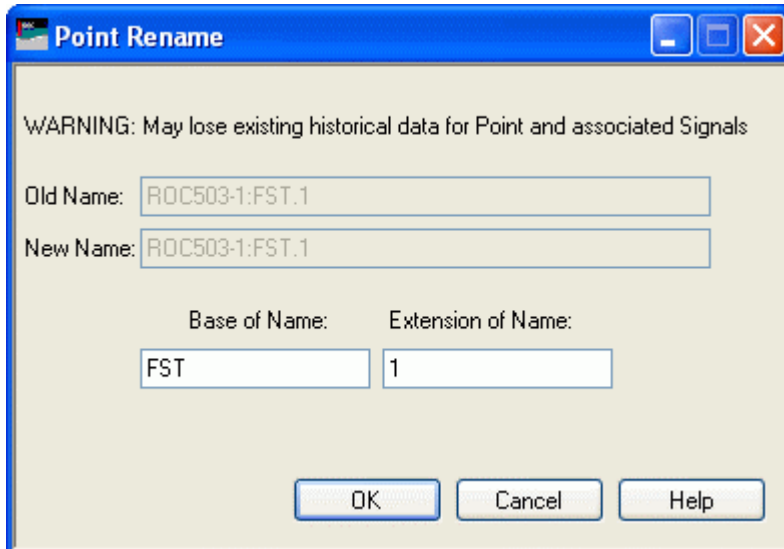 Point Rename
WARNING: May lose existing historical data for Point and associated Signals
Old Name: ROC503-1:FST.1
New Name: ROC503-1:FST.1
Base of Name: Extension of Name:
FST 1
OK Cancel Help